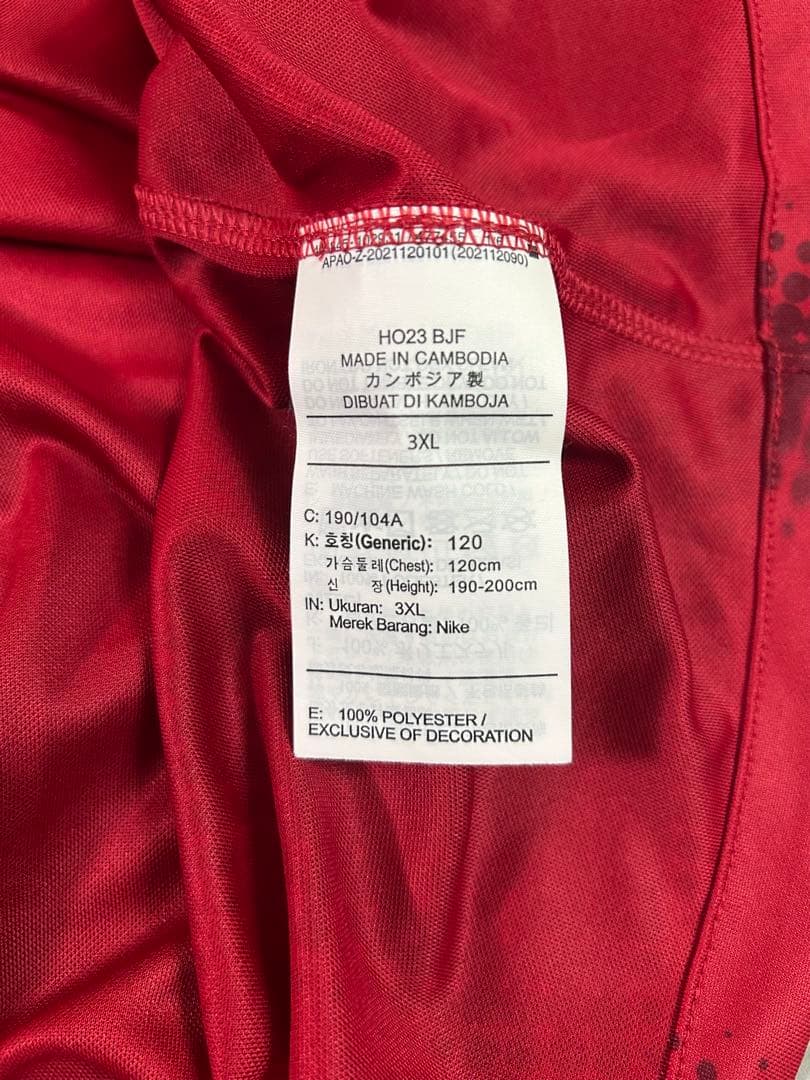 APAO-Z-2021120101(202112090)
HO23 BJF
MADE IN CAMBODIA
カンボジア製
DIBUAT DI KAMBOJA
3XL
C: 190/104A
K: 호칭(Generic): 120
가슴둘레(Chest): 120cm
신 장(Height): 190-200cm
IN: Ukuran: 3XL
Merek Barang: Nike
E: 100% POLYESTER /
EXCLUSIVE OF DECORATION